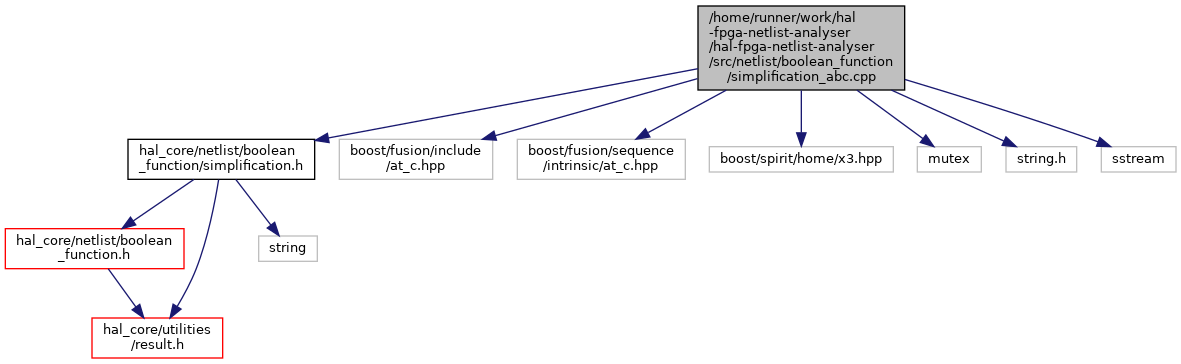 /home/runner/work/hal
-fpga-netlist-analyser
/hal-fpga-netlist-analyser
/src/netlist/boolean_function
/simplification_abc.cpp
hal_core/netlist/boolean
_function/simplification.h
boost/fusion/include
/at_c.hpp
boost/fusion/sequence
/intrinsic/at_c.hpp
boost/spirit/home/x3.hpp
mutex
string.h
sstream
hal_core/netlist/boolean
_function.h
string
hal_core/utilities
/result.h